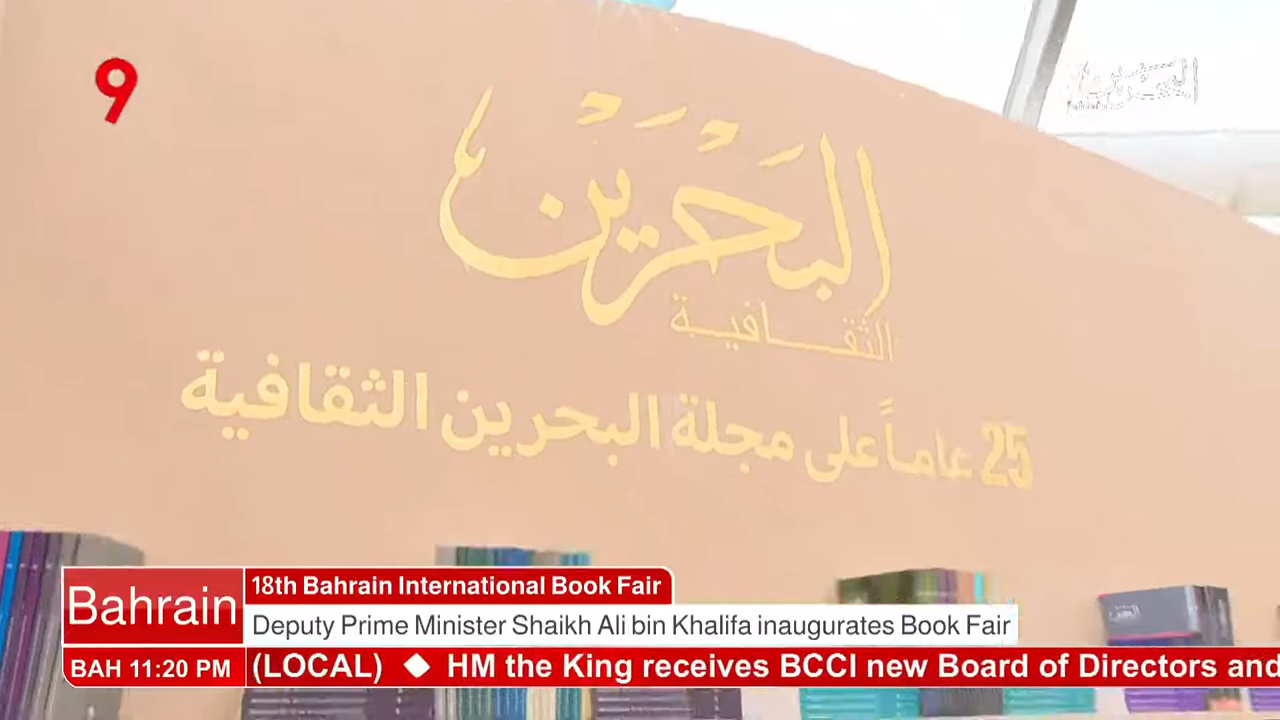 9
البحرين
الثقافية
25 عاماً على مجلة البحرين الثقافية
18th Bahrain International Book Fair
Bahrain
Deputy Prime Minister Shaikh Ali bin Khalifa inaugurates Book Fair
BAH 11:20 PM
(LOCAL) ◆ HM the King receives BCCI new Board of Directors and